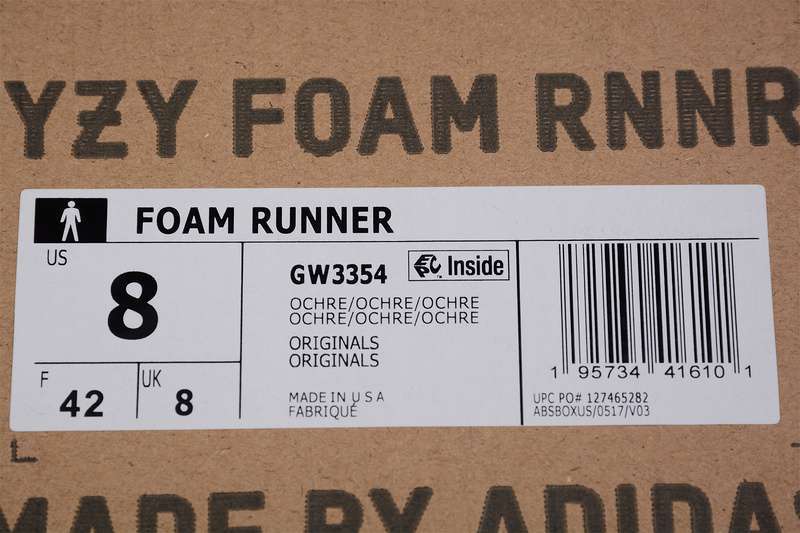 YZY FOAM RNNR
FOAM RUNNER
US
8
F
42
UK
8
GW3354
Inside
OCHRE/OCHRE/OCHRE
OCHRE/OCHRE/OCHRE
ORIGINALS
ORIGINALS
MADE IN U S A
FABRIQUÉ
1 95734 41610 1
UPC PO# 127465282
ABSBOXUS/0517/V03
MADE BY ADIDAS